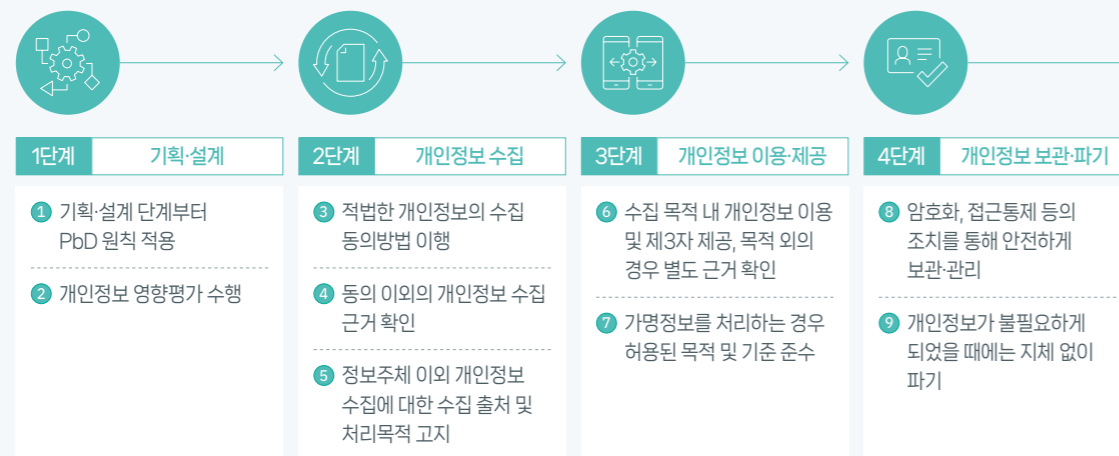 1단계 기획·설계
1 기획·설계 단계부터
PbD 원칙 적용
2 개인정보 영향평가 수행
2단계 개인정보 수집
3 적법한 개인정보의 수집
동의방법 이행
4 동의 이외의 개인정보 수집
근거 확인
5 정보주체 이외 개인정보
수집에 대한 수집 출처 및
처리목적 고지
3단계 개인정보 이용·제공
6 수집 목적 내 개인정보 이용
및 제3자 제공, 목적 외의
경우 별도 근거 확인
7 가명정보를 처리하는 경우
허용된 목적 및 기준 준수
4단계 개인정보 보관·파기
8 암호화, 접근통제 등의
조치를 통해 안전하게
보관·관리
9 개인정보가 불필요하게
되었을 때에는 지체 없이
파기